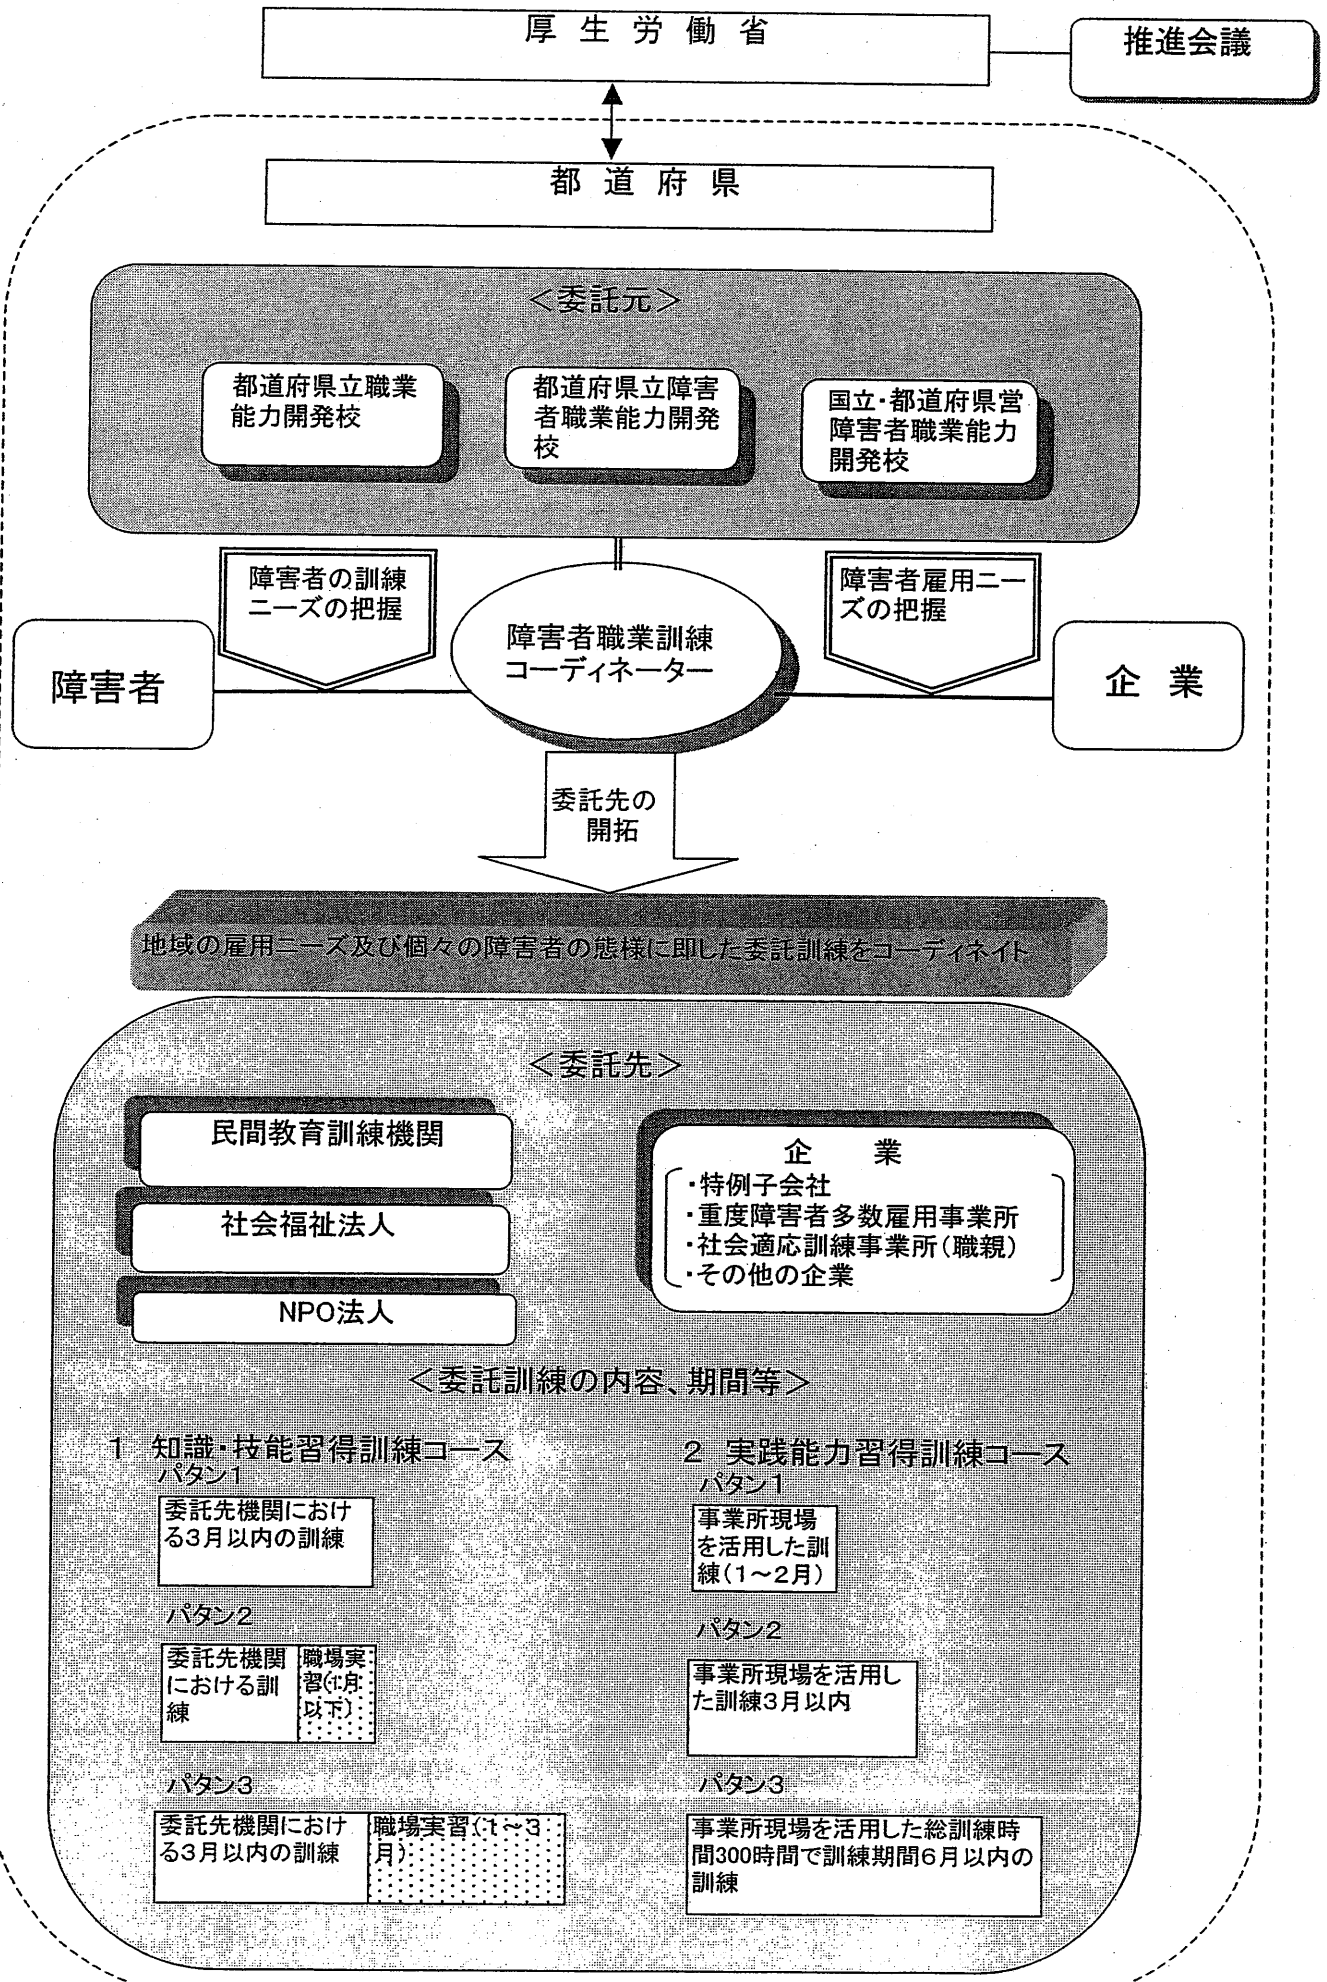 厚生労働省
推進会議
都道府県
＜委託元＞
都道府県立職業
能力開発校
都道府県立障害
者職業能力開発
校
国立・都道府県営
障害者職業能力
開発校
障害者の訓練
ニーズの把握
障害者雇用ニー
ズの把握
障害者職業訓練
コーディネーター
障害者
企　業
委託先の
開拓
地域の雇用ニーズ及び個々の障害者の態様に即した委託訓練をコーディネイト
＜委託先＞
民間教育訓練機関
社会福祉法人
NPO法人
企　業
・特例子会社
・重度障害者多数雇用事業所
・社会適応訓練事業所（職親）
・その他の企業
＜委託訓練の内容、期間等＞
１　知識・技能習得訓練コース
パタン１
委託先機関におけ
る３月以内の訓練
パタン２
委託先機関
における訓
練
職場実
習（１月
以下）
パタン３
委託先機関におけ
る３月以内の訓練
職場実習（１～３
月）
２　実践能力習得訓練コース
パタン１
事業所現場
を活用した訓
練（１～２月）
パタン２
事業所現場を活用し
た訓練３月以内
パタン３
事業所現場を活用した総訓練時
間300時間で訓練期間６月以内の
訓練